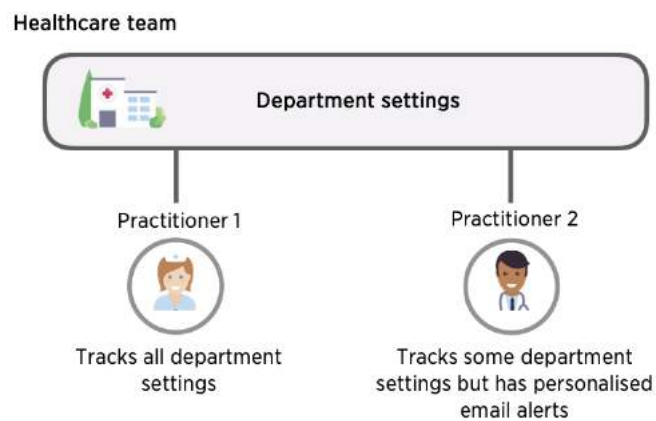 Healthcare team
Department settings
Practitioner 1
Practitioner 2
Tracks all department
settings
Tracks some department
settings but has personalised
email alerts